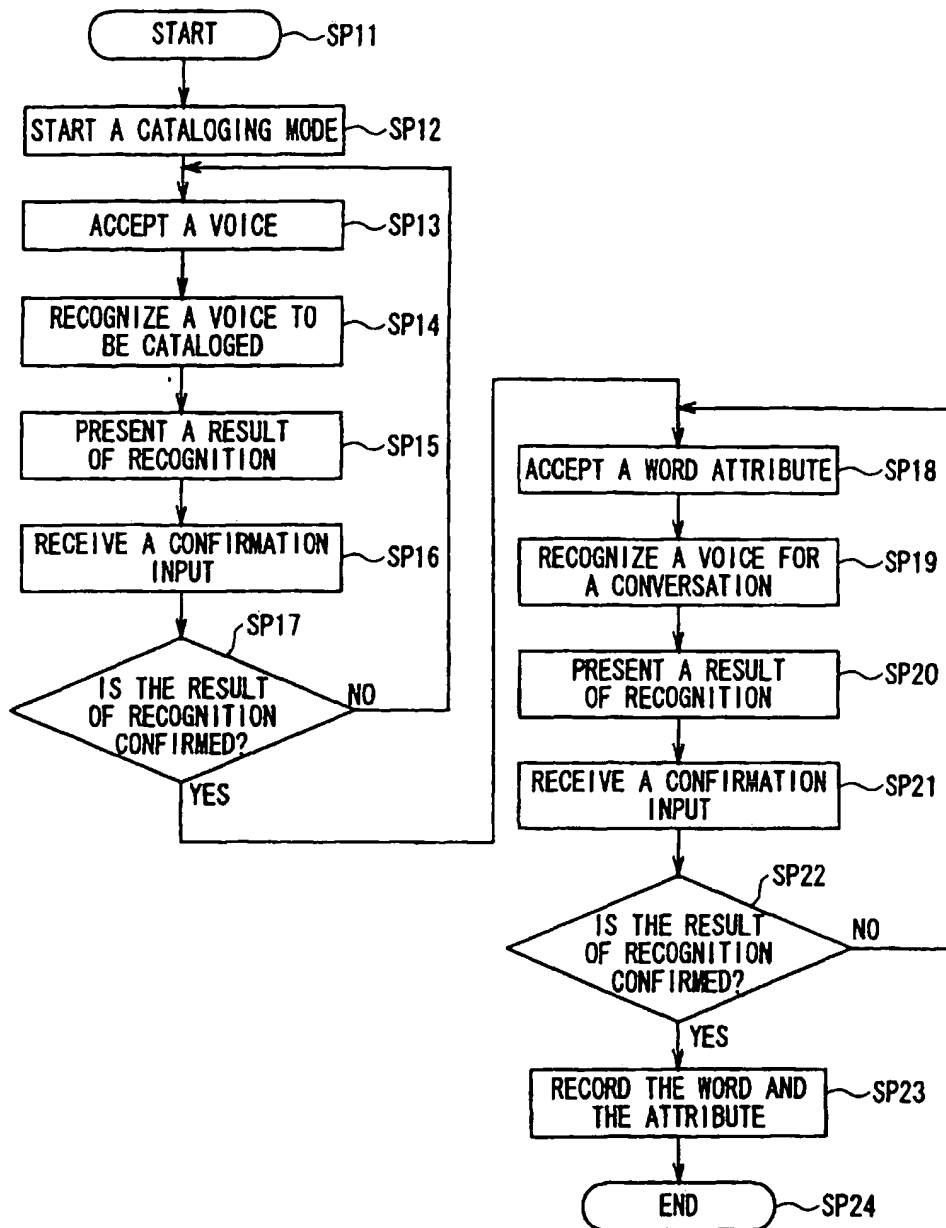 START
SP11
START A CATALOGING MODE
SP12
ACCEPT A VOICE
SP13
RECOGNIZE A VOICE TO
BE CATALOGED
SP14
PRESENT A RESULT
OF RECOGNITION
SP15
RECEIVE A CONFIRMATION
INPUT
SP16
SP17
IS THE RESULT
OF RECOGNITION
CONFIRMED?
NO
YES
ACCEPT A WORD ATTRIBUTE
SP18
RECOGNIZE A VOICE FOR
A CONVERSATION
SP19
PRESENT A RESULT
OF RECOGNITION
SP20
RECEIVE A CONFIRMATION
INPUT
SP21
SP22
IS THE RESULT
OF RECOGNITION
CONFIRMED?
NO
YES
RECORD THE WORD AND
THE ATTRIBUTE
SP23
END
SP24